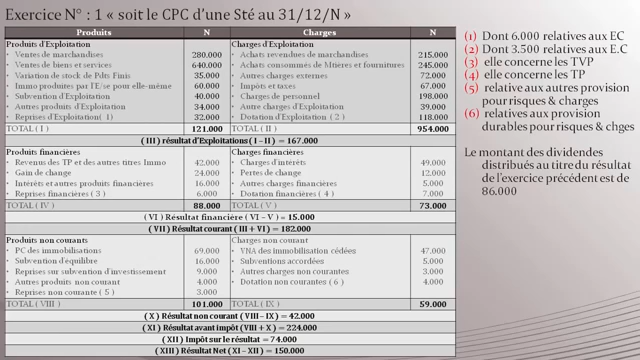 Exercice N° : 1 « soit le CPC d'une Sté au 31/12/N »
Produits N Charges N
Produits d'Exploitation Charges d'Exploitation
Ventes de marchandises 280.000 Achats revendus de marchandises 215.000
Ventes de biens et services 640.000 Achats consommés de Mtières et fournitures 245.000
Variation de stock de Pdts Finis 35.000 Autres charges externes 72.000
Immo produites par l'E/se pour elle-même 60.000 Impôts et taxes 67.000
Subvention d'Exploitation 40.000 Charges de personnel 198.000
Autres produits d'Exploitation 34.000 Autre charges d'Exploitation 39.000
Reprises d'Exploitation( 1) 32.000 Dotation d'Exploitation ( 2 ) 118.000
TOTAL ( I ) 121.000 TOTAL ( II ) 954.000
(III) résultat d'Exploitations ( I – II ) = 167.000
Produits financières Charges financières
Revenus des TP et des autres titres Immo 42.000 Charges d'intérêts 49.000
Gain de change 24.000 Pertes de change 12.000
Intérêts et autres produits financiers 16.000 Autres charges financières 5.000
Reprises financières ( 3 ) 6.000 Dotation financières ( 4 ) 7.000
TOTAL ( IV ) 88.000 TOTAL ( V ) 73.000
( VI ) Résultat financière ( VI – V ) = 15.000
( VII ) Résultat courant ( III + VI ) = 182.000
Produits non courants Charges non courant
PC des immobilisations 69.000 VNA des immobilisation cédées 47.000
Subvention d'équilibre 16.000 Subventions accordées 5.000
Reprises sur subvention d'investissement 9.000 Autres charges non courantes 3.000
Autres produits non courant 4.000 Dotation non courantes ( 6 ) 4.000
Reprises non courante ( 5 ) 3.000
TOTAL ( VIII ) 101.000 TOTAL ( IX ) 59.000
( X ) Résultat non courant ( VIII – IX ) = 42.000
( XI ) Résultat avant impôt ( VIII + X ) = 224.000
( XII ) Impôt sur le résultat = 74.000
( XIII ) Résultat Net ( XI – XII ) = 150.000
(1) Dont 6.000 relatives aux EC
(2) Dont 3.500 relatives aux E.C
(3) elle concerne les TVP
(4) elle concerne les TP
(5) relative aux autres provision
pour risques & charges
(6) relatives aux provision
durables pour risques & chges
Le montant des dividendes
distribués au titre du résultat
de l'exercice précédent est de
86.000